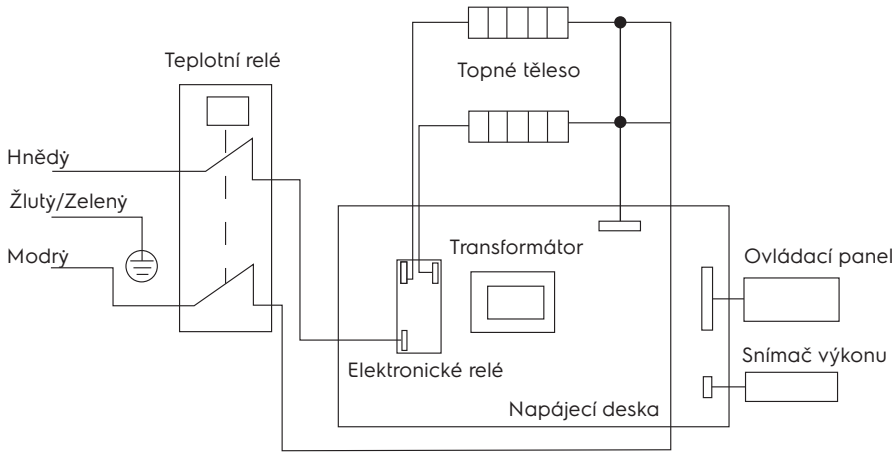 Teplotní relé
Topné těleso
Hnědý
Žlutý/Zelený
Modrý
Transformátor
Ovládací panel
Snímač výkonu
Elektronické relé
Napájecí deska